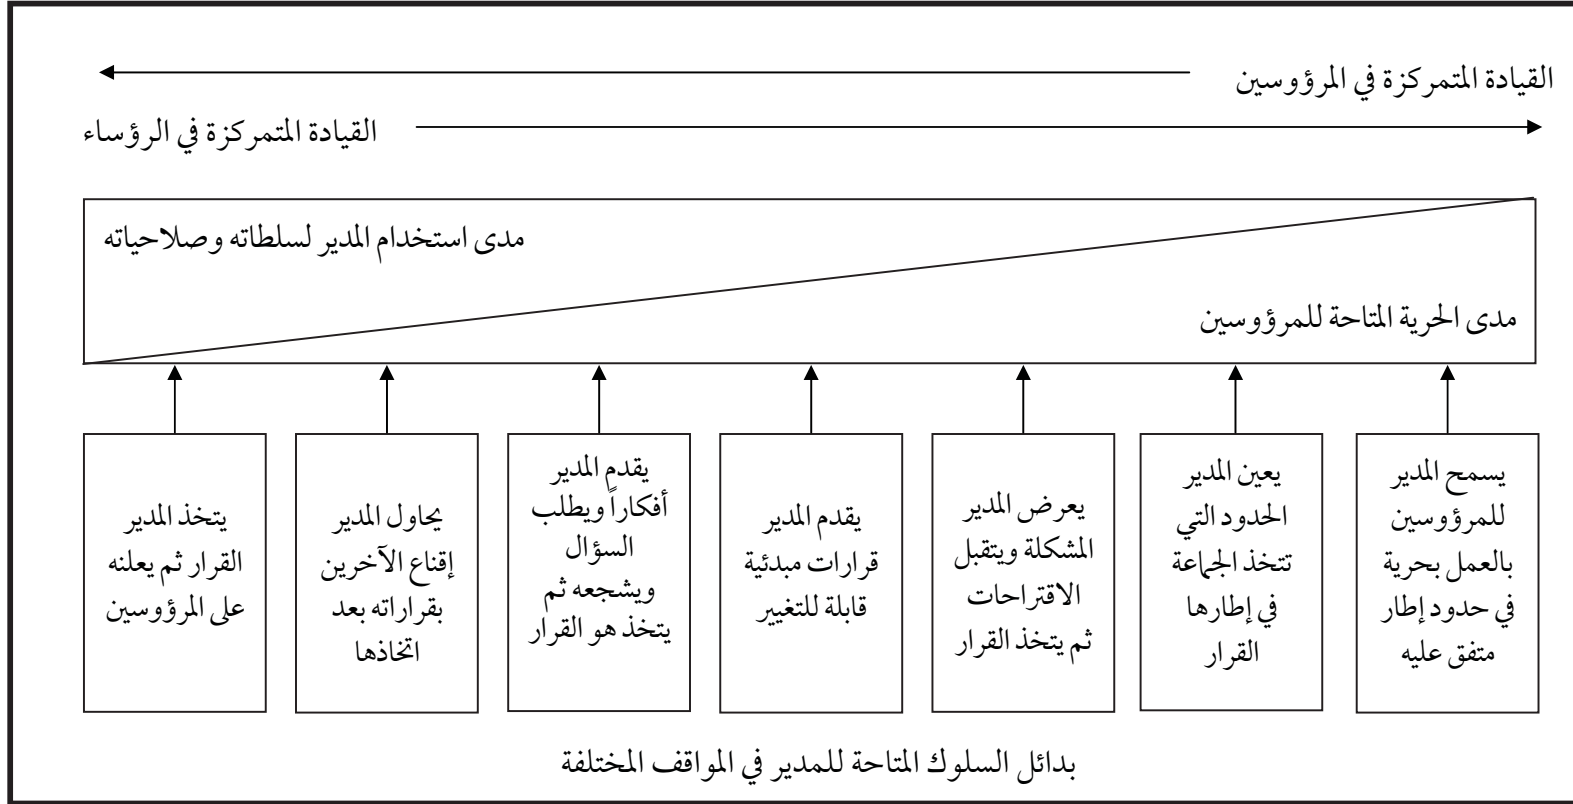 القيادة المتمركزة في المرؤوسين
القيادة المتمركزة في الرؤساء
مدى استخدام المدير لسلطاته وصلاحياته
مدى الحرية المتاحة للمرؤوسين
يسمح المدير
للمرؤوسين
بالعمل بحرية
في حدود إطار
متفق عليه
يعين المدير
الحدود التي
تتخذ الجماعة
في إطارها
القرار
يعرض المدير
المشكلة ويتقبل
الاقتراحات
ثم يتخذ القرار
يقدم المدير
قرارات مبدئية
قابلة للتغيير
يقدم المدير
أفكاراً ويطلب
السؤال
ويشجعه ثم
يتخذ هو القرار
يحاول المدير
إقناع الآخرين
بقراراته بعد
اتخاذها
يتخذ المدير
القرار ثم يعلنه
على المرؤوسين
بدائل السلوك المتاحة للمدير في المواقف المختلفة